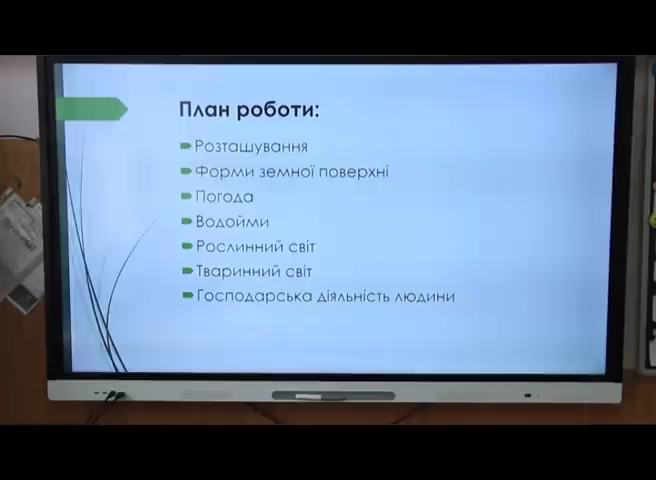 План роботи:
Розташування
Форми земної поверхні
Погода
Водойми
Рослинний світ
Тваринний світ
Господарська діяльність людини